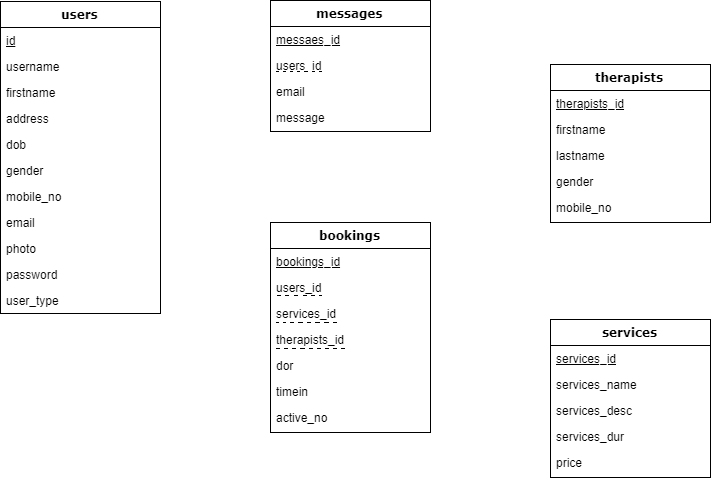 users
id
username
firstname
address
dob
gender
mobile_no
email
photo
password
user_type
messages
messaes_id
users_id
email
message
bookings
bookings_id
users_id
services_id
therapists_id
dor
timein
active_no
therapists
therapists_id
firstname
lastname
gender
mobile_no
services
services_id
services_name
services_desc
services_dur
price